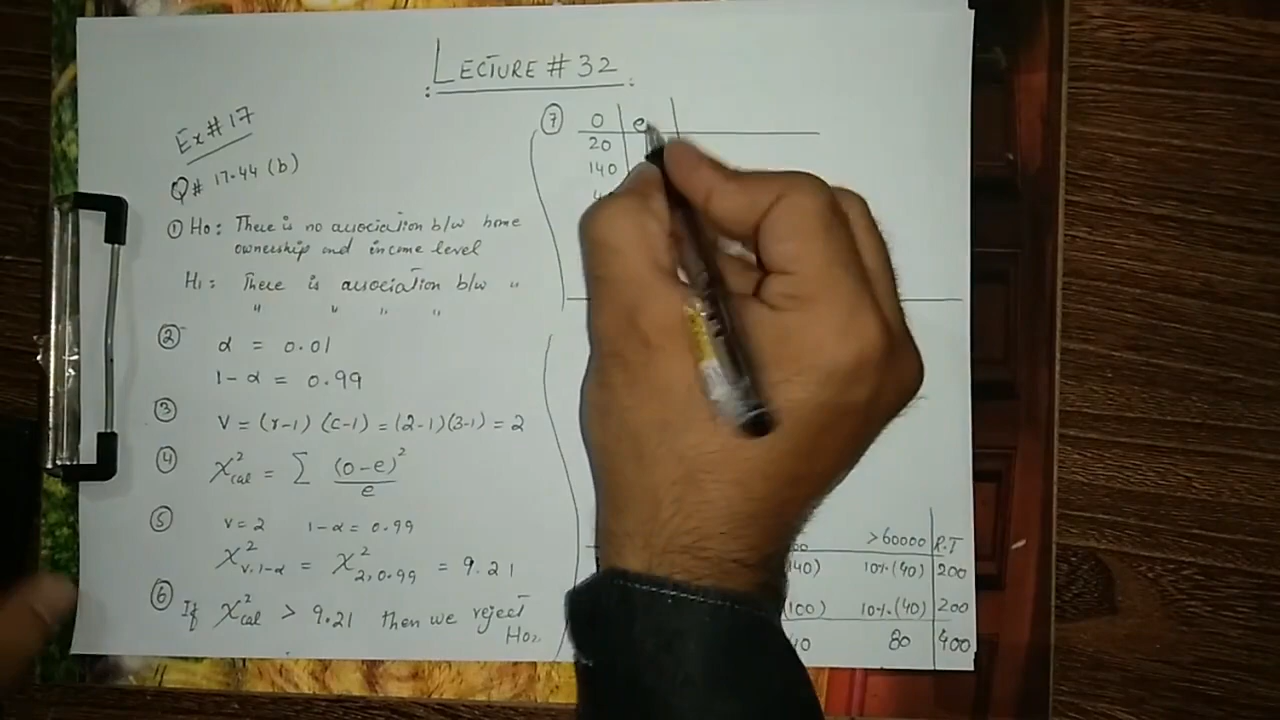 LECTURE # 32
Ex # 17
Q# 17.44 (b)
① Ho : There is no association b/w home
ownership and income level
H₁ : There is association b/w "
" " " "
② α = 0.01
1-α = 0.99
③ V = (r-1) (c-1) = (2-1)(3-1) = 2
④ χ²cal = Σ (o-e)² / e
⑤ v=2 1-α = 0.99
χ²v,1-α = χ²2,0.99 = 9.21
⑥ If χ²cal > 9.21 then we reject
Ho
⑦ O e
20
140
>60000 R.T
10%(40) 200
(100) 10%(40) 200
80 400